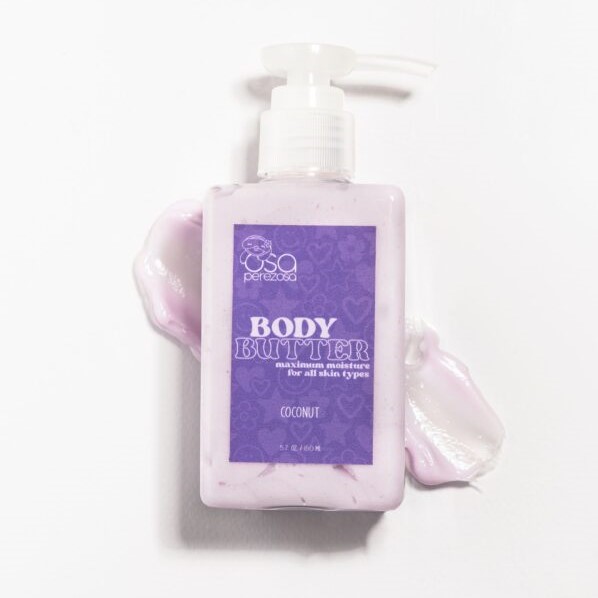 osa
perezosa
BODY
BUTTER
maximum moisture
for all skin types
COCONUT